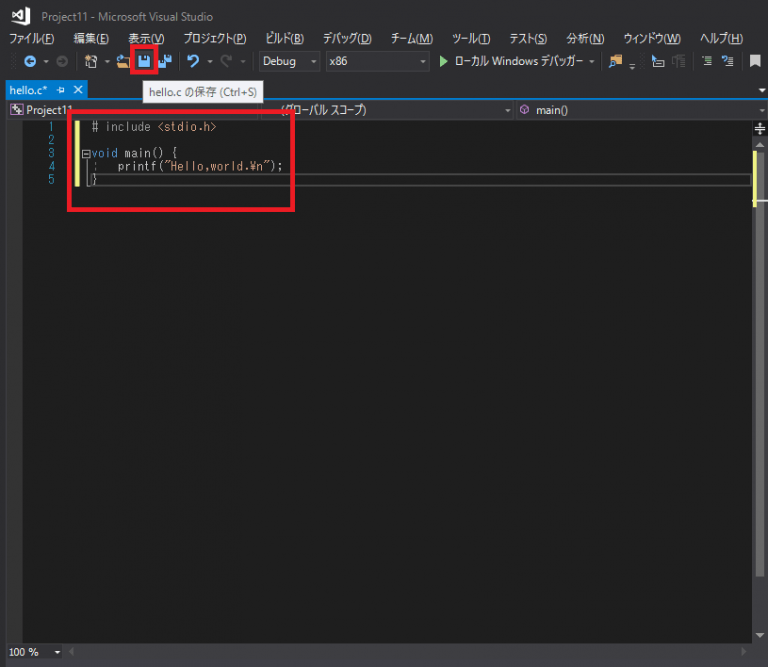 Project11 - Microsoft Visual Studio
ファイル(F) 編集(E) 表示(V) プロジェクト(P) ビルド(B) デバッグ(D) チーム(M) ツール(T) テスト(S) 分析(N) ウィンドウ(W) ヘルプ(H)
Debug x86 ローカル Windows デバッガー
hello.c*
hello.c の保存 (Ctrl+S)
Project11 (グローバル スコープ) main()
1 # include <stdio.h>
2
3 void main() {
4 printf("Hello,world.¥n");
5 }
100 %